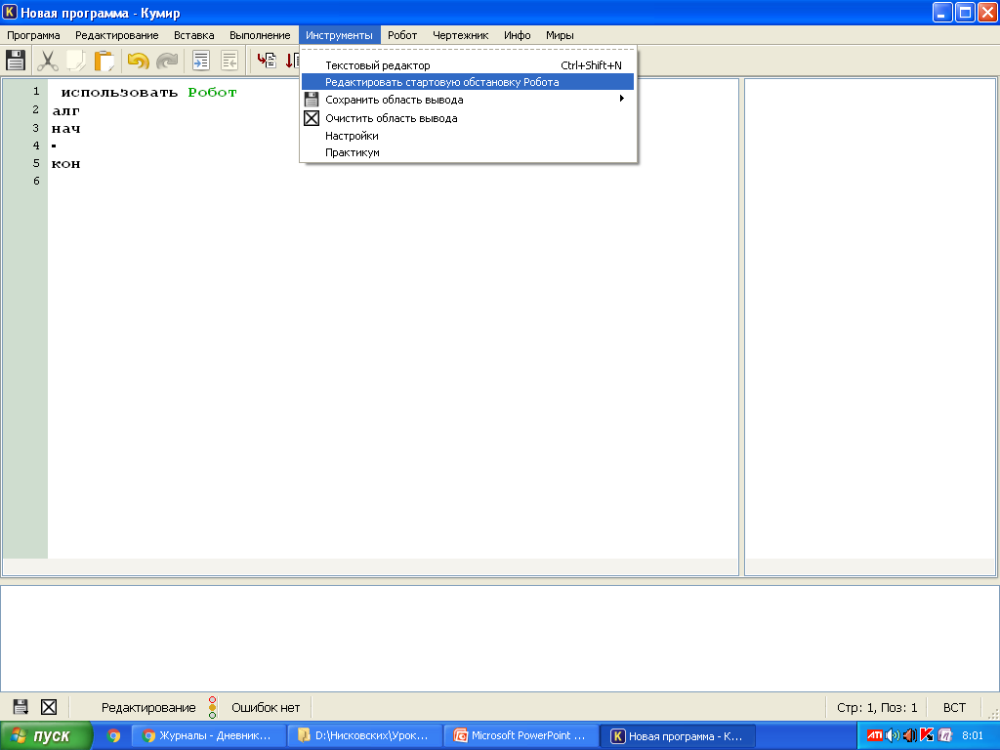 Новая программа - Кумир
Программа Редактирование Вставка Выполнение Инструменты Робот Чертежник Инфо Миры
Текстовый редактор Ctrl+Shift+N
Редактировать стартовую обстановку Робота
Сохранить область вывода
Очистить область вывода
Настройки
Практикум
1 использовать Робот
2 алг
3 нач
4
5 кон
6
Редактирование Ошибок нет Стр: 1, Поз: 1 ВСТ
пуск Журналы - Дневник... D:\Нисковских\Урок... Microsoft PowerPoint ... Новая программа - К... ATI 8:01